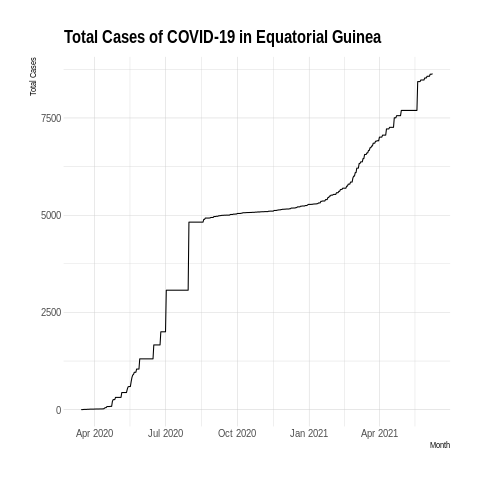 Total Cases of COVID-19 in Equatorial Guinea
Total Cases
7500
5000
2500
0
Apr 2020 Jul 2020 Oct 2020 Jan 2021 Apr 2021
Month